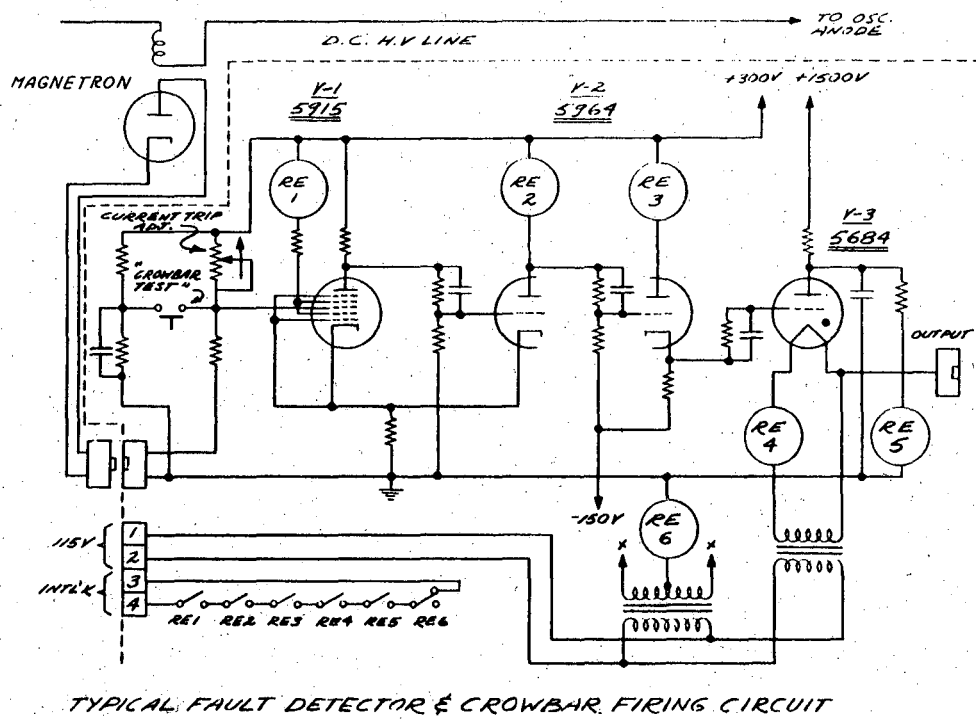 TO OSC.
ANODE
D.C. H.V LINE
MAGNETRON
+300V +1500V
V-1
5915
V-2
5964
RE
1
RE
2
RE
3
V-3
5684
CURRENT TRIP
ADJ.
"CROWBAR
TEST"
OUTPUT
RE
4
RE
5
-150V
RE
6
X
X
115V
1
2
INTL'K
3
4
RE1 RE2 RE3 RE4 RE5 RE6
TYPICAL FAULT DETECTOR & CROWBAR FIRING CIRCUIT